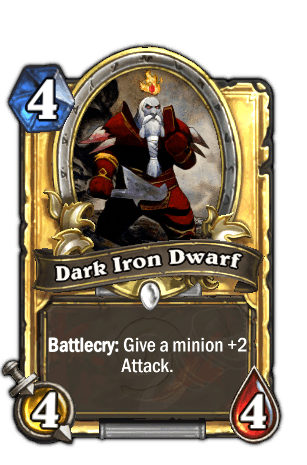 4
Dark Iron Dwarf
Battlecry: Give a minion +2
Attack.
4
4